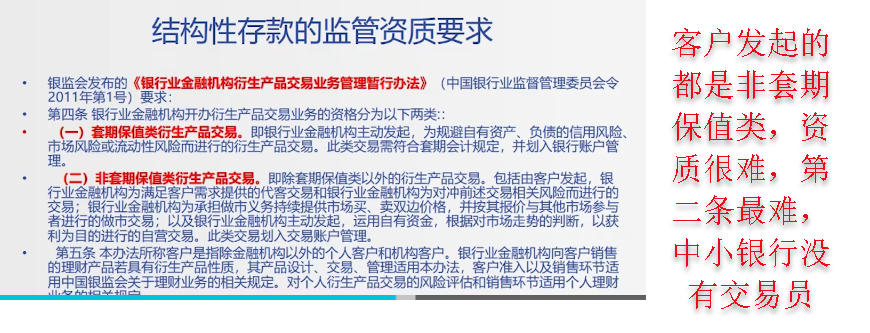 结构性存款的监管资质要求
• 银监会发布的《银行业金融机构衍生产品交易业务管理暂行办法》（中国银行业监督管理委员会令
2011年第1号）要求：
• 第四条 银行业金融机构开办衍生产品交易业务的资格分为以下两类::
• （一）套期保值类衍生产品交易。即银行业金融机构主动发起，为规避自有资产、负债的信用风险、
市场风险或流动性风险而进行的衍生产品交易。此类交易需符合套期会计规定，并划入银行账户管
理。
• （二）非套期保值类衍生产品交易。即除套期保值类以外的衍生产品交易。包括由客户发起，银
行业金融机构为满足客户需求提供的代客交易和银行业金融机构为对冲前述交易相关风险而进行的
交易；银行业金融机构为承担做市义务持续提供市场买、卖双边价格，并按其报价与其他市场参与
者进行的做市交易；以及银行业金融机构主动发起，运用自有资金，根据对市场走势的判断，以获
利为目的进行的自营交易。此类交易划入交易账户管理。
• 第五条 本办法所称客户是指除金融机构以外的个人客户和机构客户。银行业金融机构向客户销售
的理财产品若具有衍生产品性质，其产品设计、交易、管理适用本办法，客户准入以及销售环节适
用中国银监会关于理财业务的相关规定。对个人衍生产品交易的风险评估和销售环节适用个人理财
业务的相关规定。
客户发起的
都是非套期
保值类，资
质很难，第
二条最难，
中小银行没
有交易员